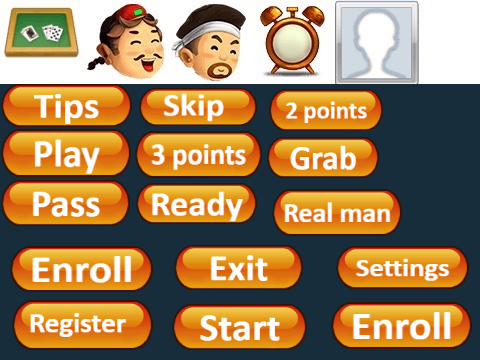 Tips
Skip
2 points
Play
3 points
Grab
Pass
Ready
Real man
Enroll
Exit
Settings
Register
Start
Enroll